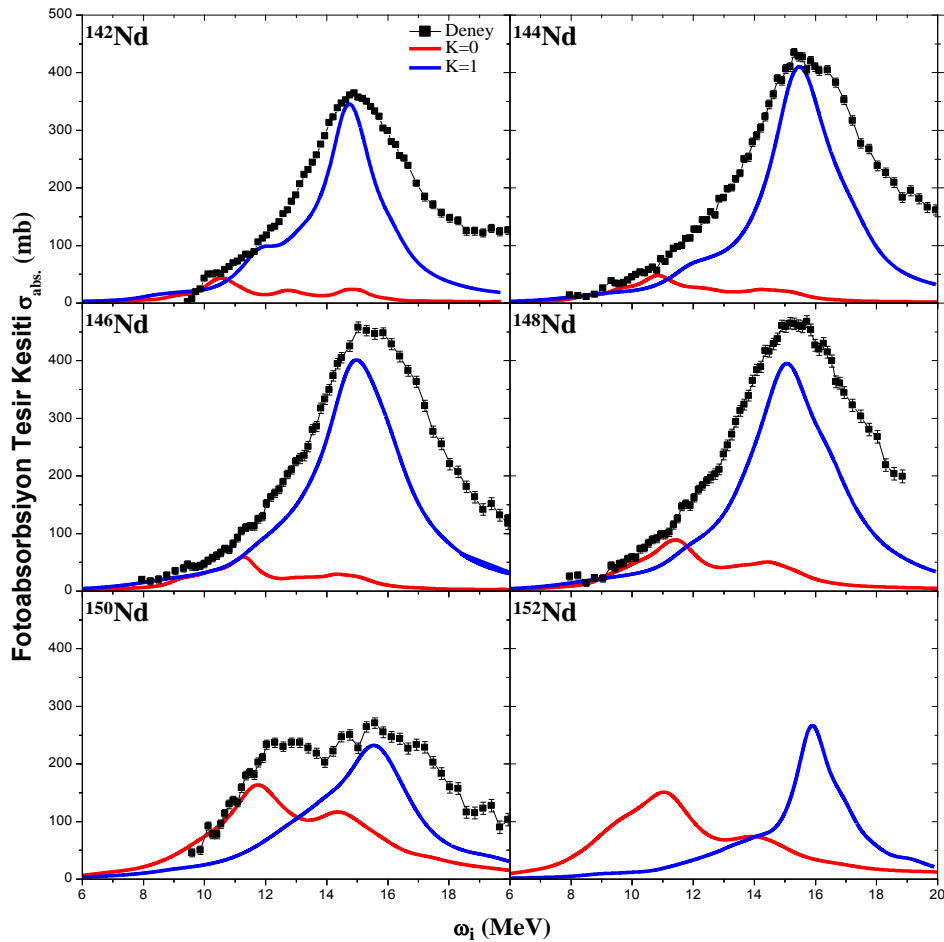 ¹⁴²Nd
Deney
K=0
K=1
¹⁴⁴Nd
500
400
300
200
100
0
¹⁴⁶Nd
¹⁴⁸Nd
400
300
200
100
0
¹⁵⁰Nd
¹⁵²Nd
400
300
200
100
0
6 8 10 12 14 16 18 6 8 10 12 14 16 18 20
Fotoabsorbsiyon Tesir Kesiti σabs. (mb)
ωi (MeV)